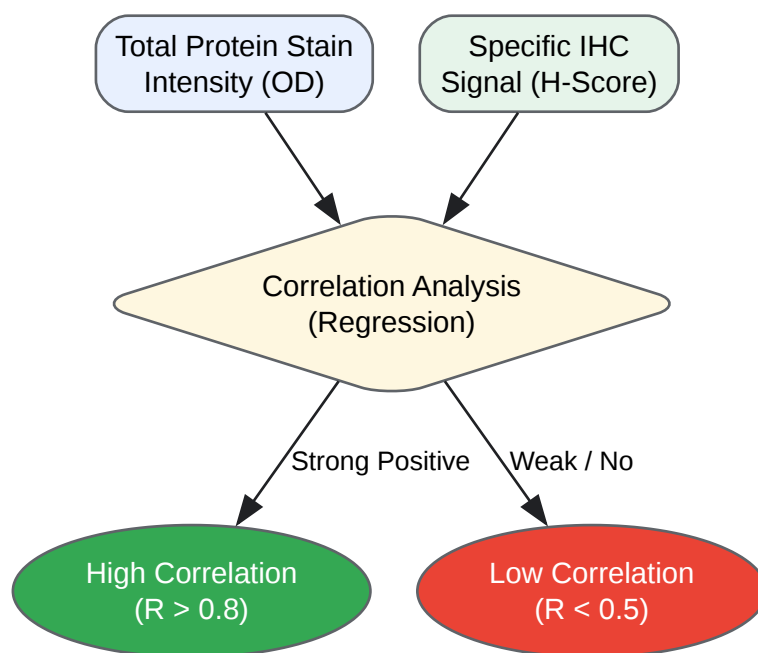 Total Protein Stain
Intensity (OD)
Specific IHC
Signal (H-Score)
Correlation Analysis
(Regression)
Strong Positive
Weak / No
High Correlation
(R > 0.8)
Low Correlation
(R < 0.5)